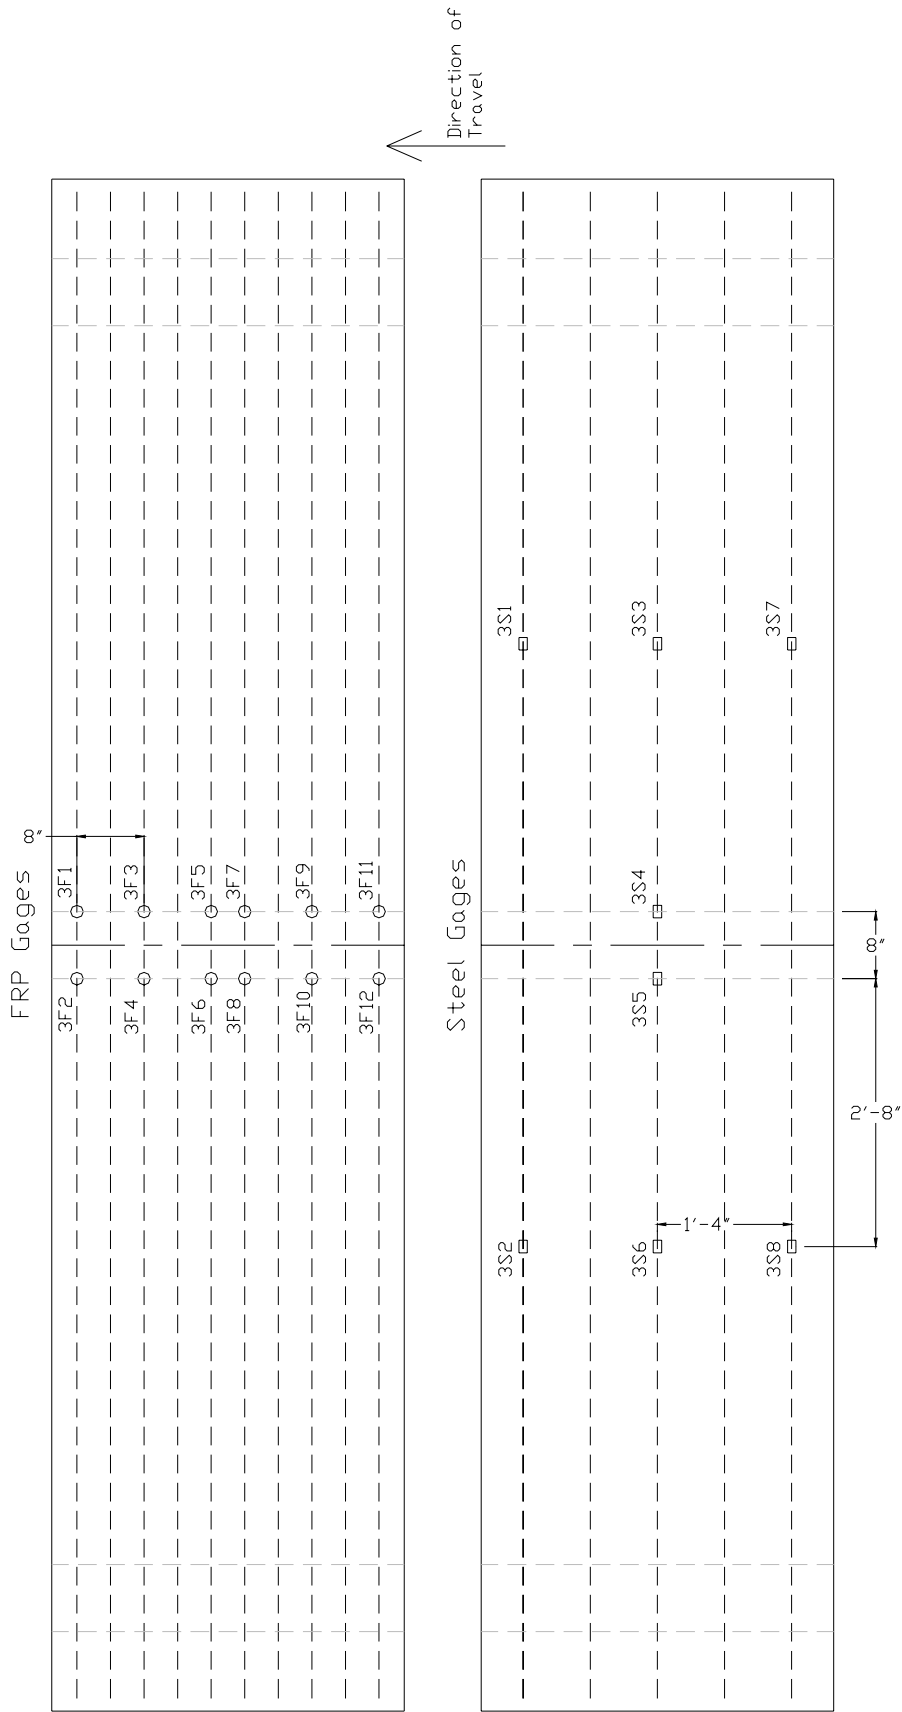 Direction of
Travel
FRP Gages
8"
3F1
3F3
3F5
3F7
3F9
3F11
3F2
3F4
3F6
3F8
3F10
3F12
Steel Gages
3S1
3S3
3S7
3S4
3S5
3S2
3S6
3S8
8"
2'-8"
1'-4"